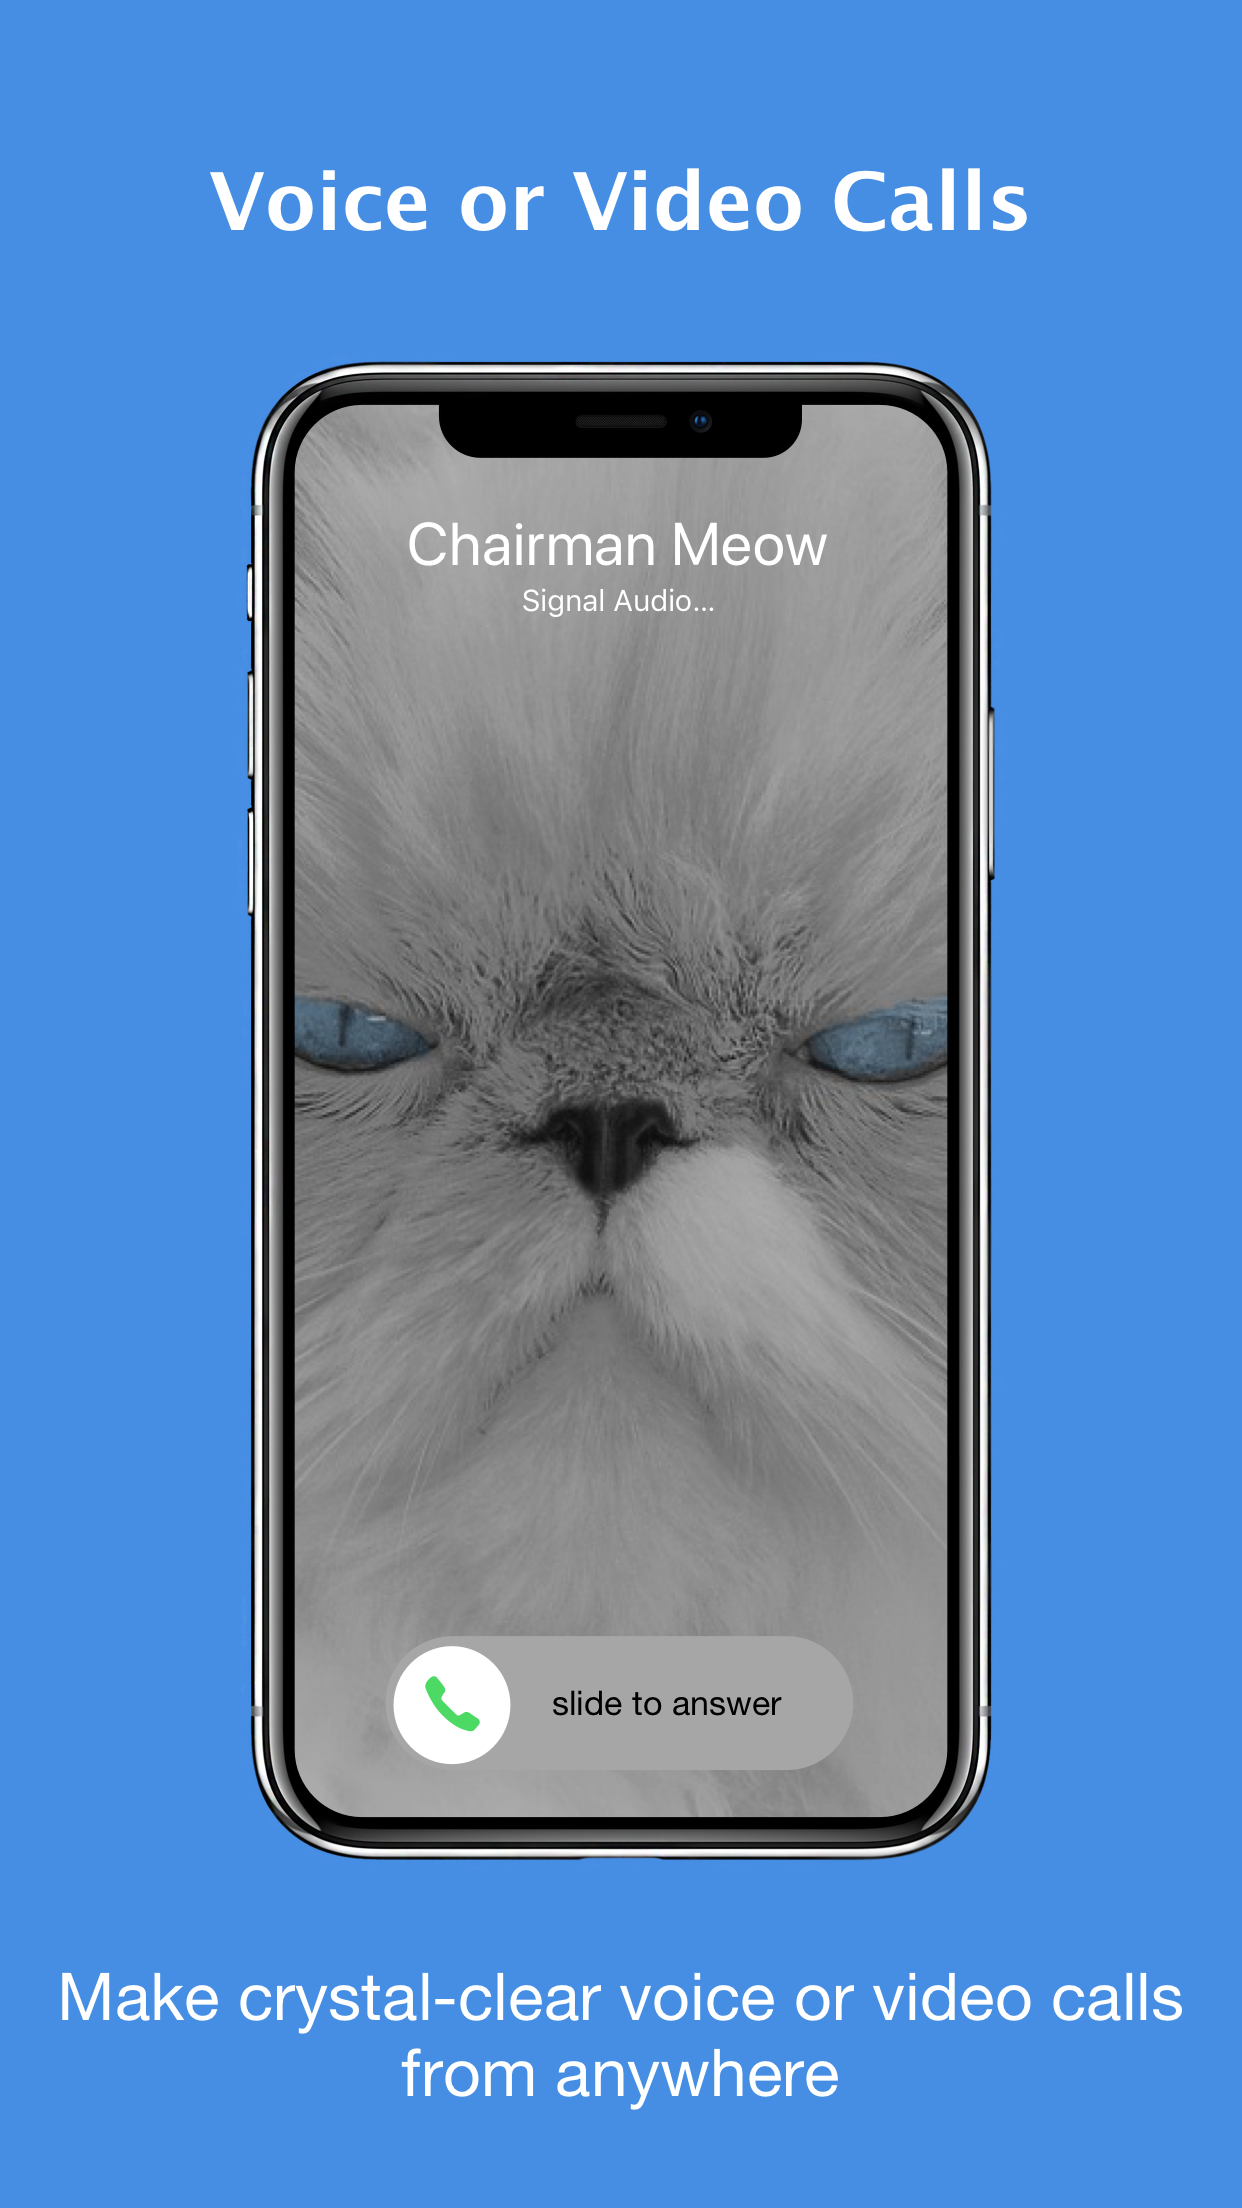 Voice or Video Calls
Chairman Meow
Signal Audio...
slide to answer
Make crystal-clear voice or video calls
from anywhere